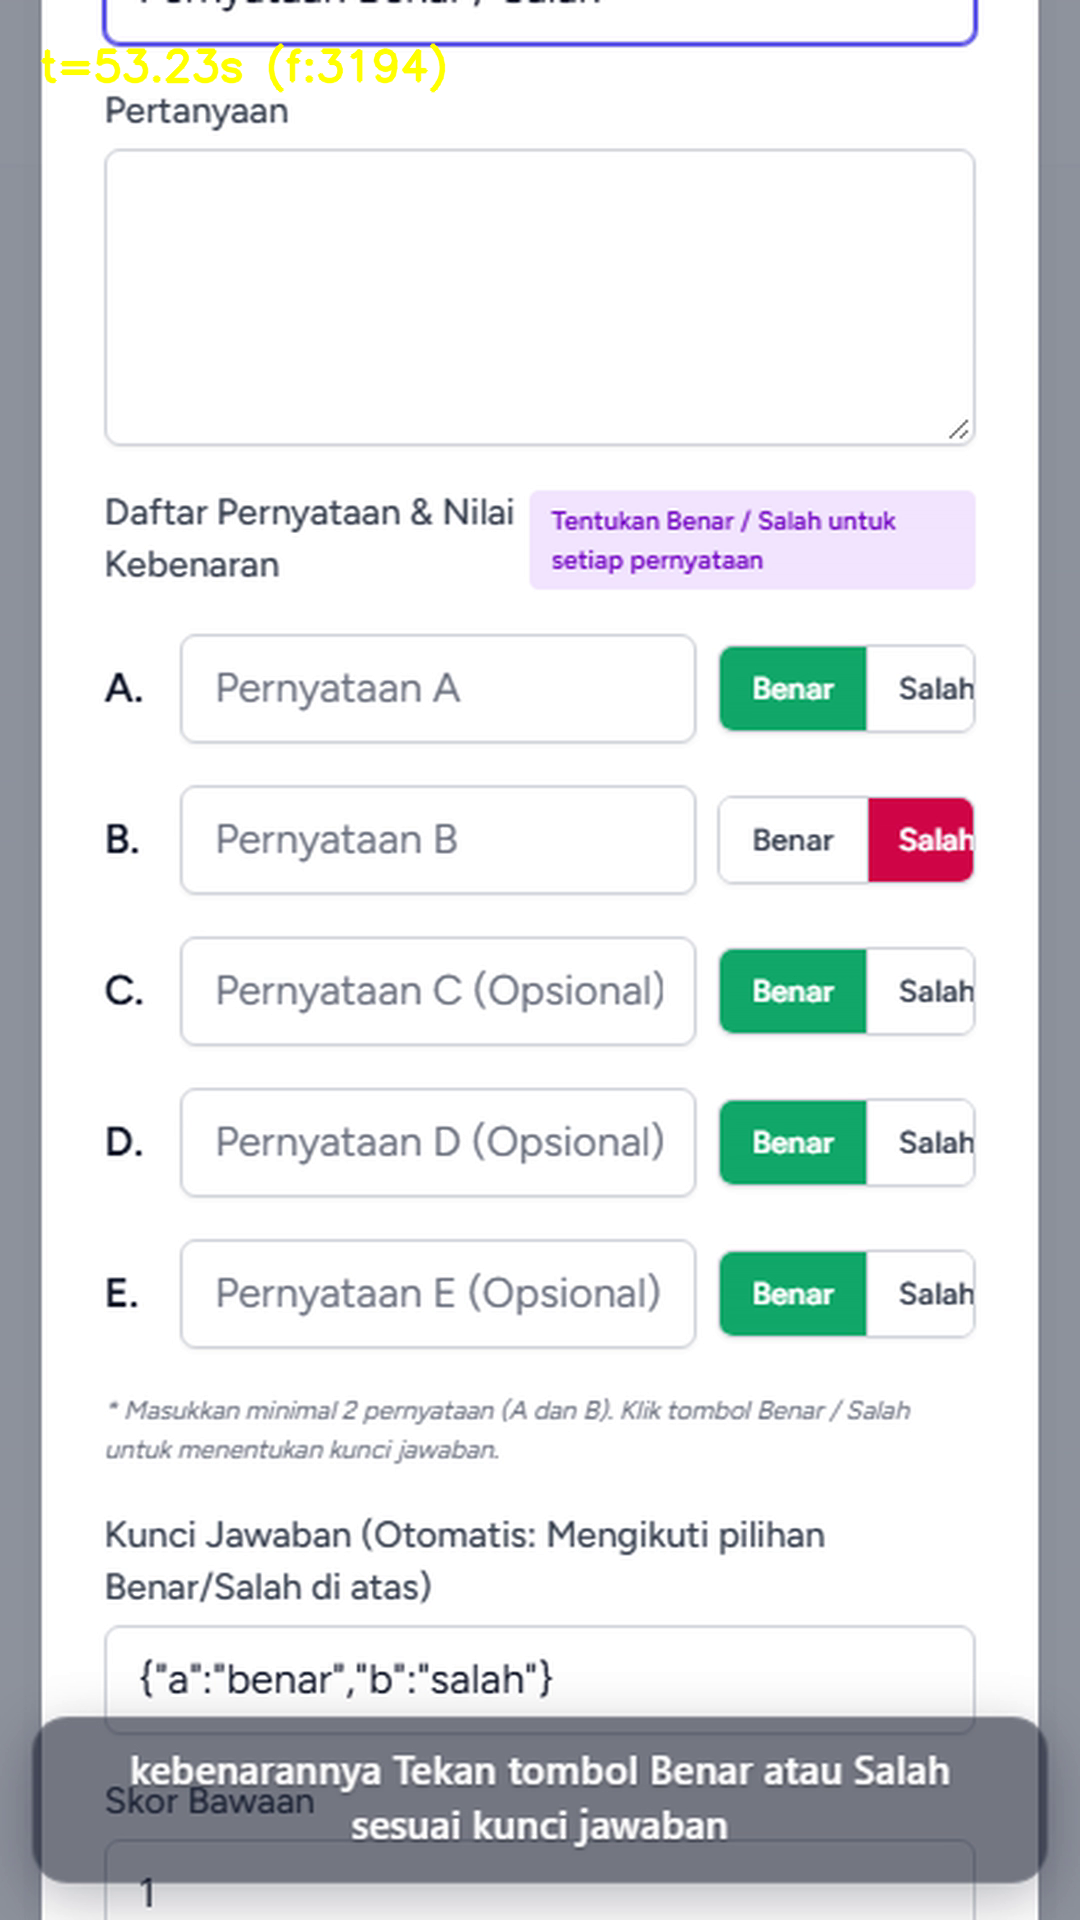 Pernyataan Benar / Salah
t=53.23s (f:3194)
Pertanyaan
Daftar Pernyataan & Nilai
Kebenaran
Tentukan Benar / Salah untuk
setiap pernyataan
A. Pernyataan A Benar Salah
B. Pernyataan B Benar Salah
C. Pernyataan C (Opsional) Benar Salah
D. Pernyataan D (Opsional) Benar Salah
E. Pernyataan E (Opsional) Benar Salah
* Masukkan minimal 2 pernyataan (A dan B). Klik tombol Benar / Salah
untuk menentukan kunci jawaban.
Kunci Jawaban (Otomatis: Mengikuti pilihan
Benar/Salah di atas)
{"a":"benar","b":"salah"}
kebenarannya Tekan tombol Benar atau Salah
sesuai kunci jawaban
Skor Bawaan
1